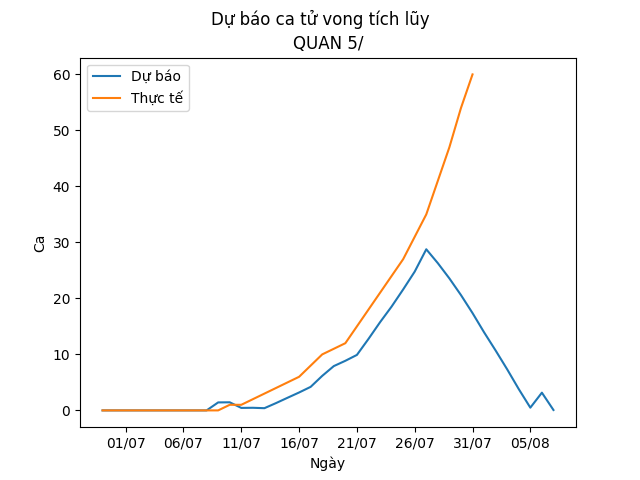 Dự báo ca tử vong tích lũy
QUAN 5/
Dự báo
Thực tế
60
50
40
30
20
10
0
Ca
01/07 06/07 11/07 16/07 21/07 26/07 31/07 05/08
Ngày